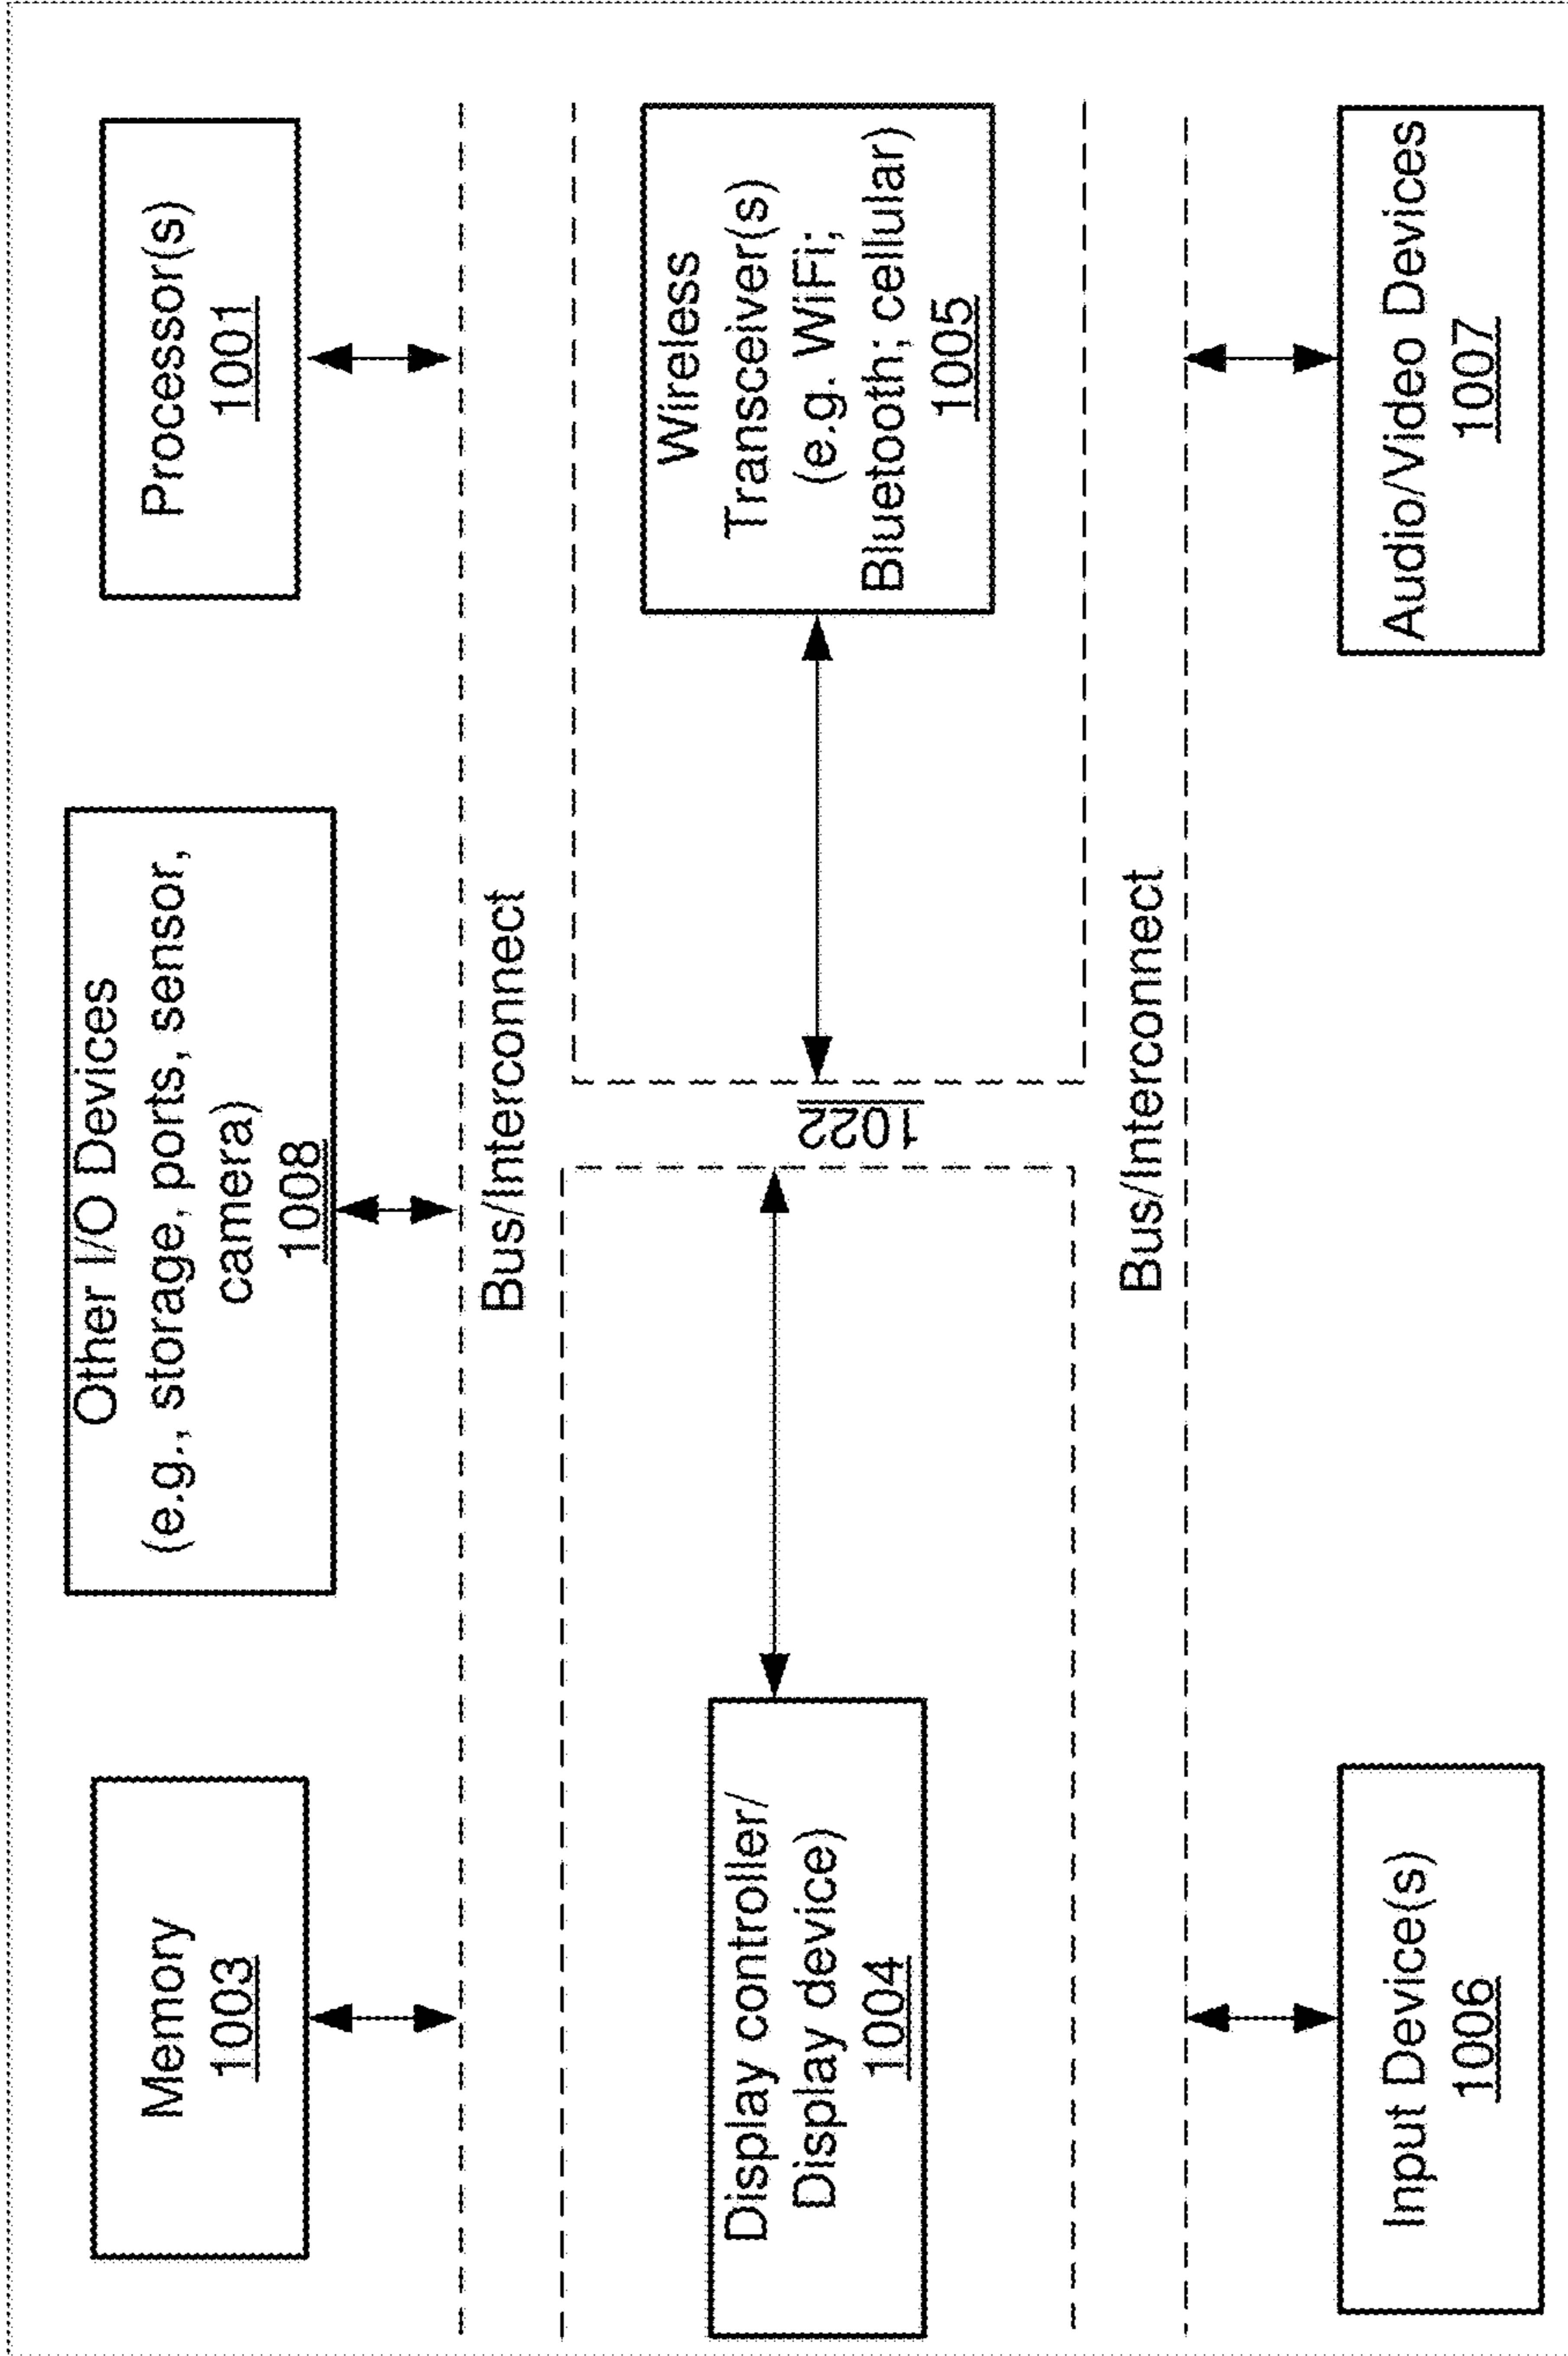 Memory
1003
Other I/O Devices
(e.g., storage, ports, sensor,
camera)
1008
Processor(s)
1001
Bus/Interconnect
Display controller/
Display device)
1004
1022
Wireless
Transceiver(s)
(e.g. WiFi;
Bluetooth; cellular)
1005
Bus/Interconnect
Input Device(s)
1006
Audio/Video Devices
1007